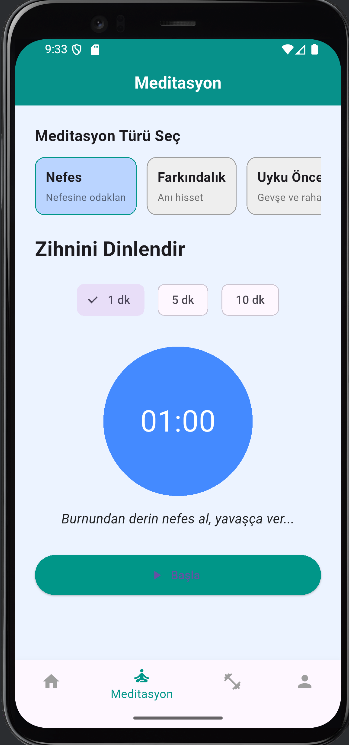 9:33
Meditasyon
Meditasyon Türü Seç
Nefes
Nefesine odaklan
Farkındalık
Anı hisset
Uyku Önce
Gevşe ve raha
Zihnini Dinlendir
1 dk
5 dk
10 dk
01:00
Burnundan derin nefes al, yavaşça ver...
Başla
Meditasyon